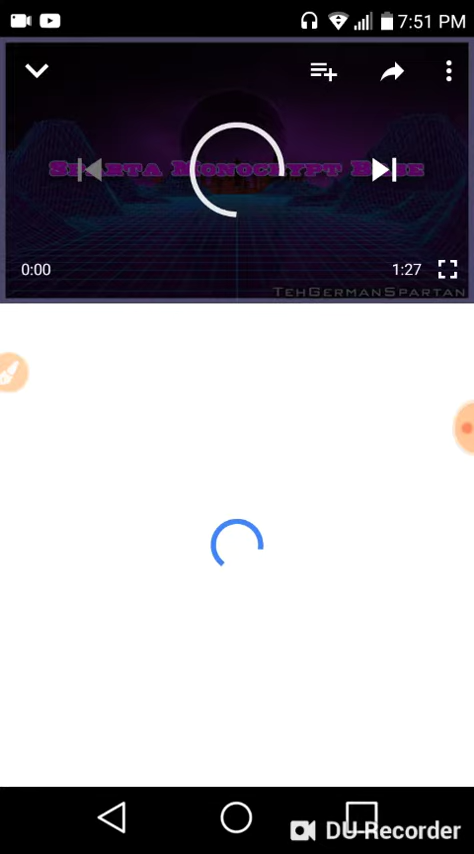 7:51 PM
Sparta Monocrypt Base
0:00
1:27
TehGermanSpartan
DU Recorder